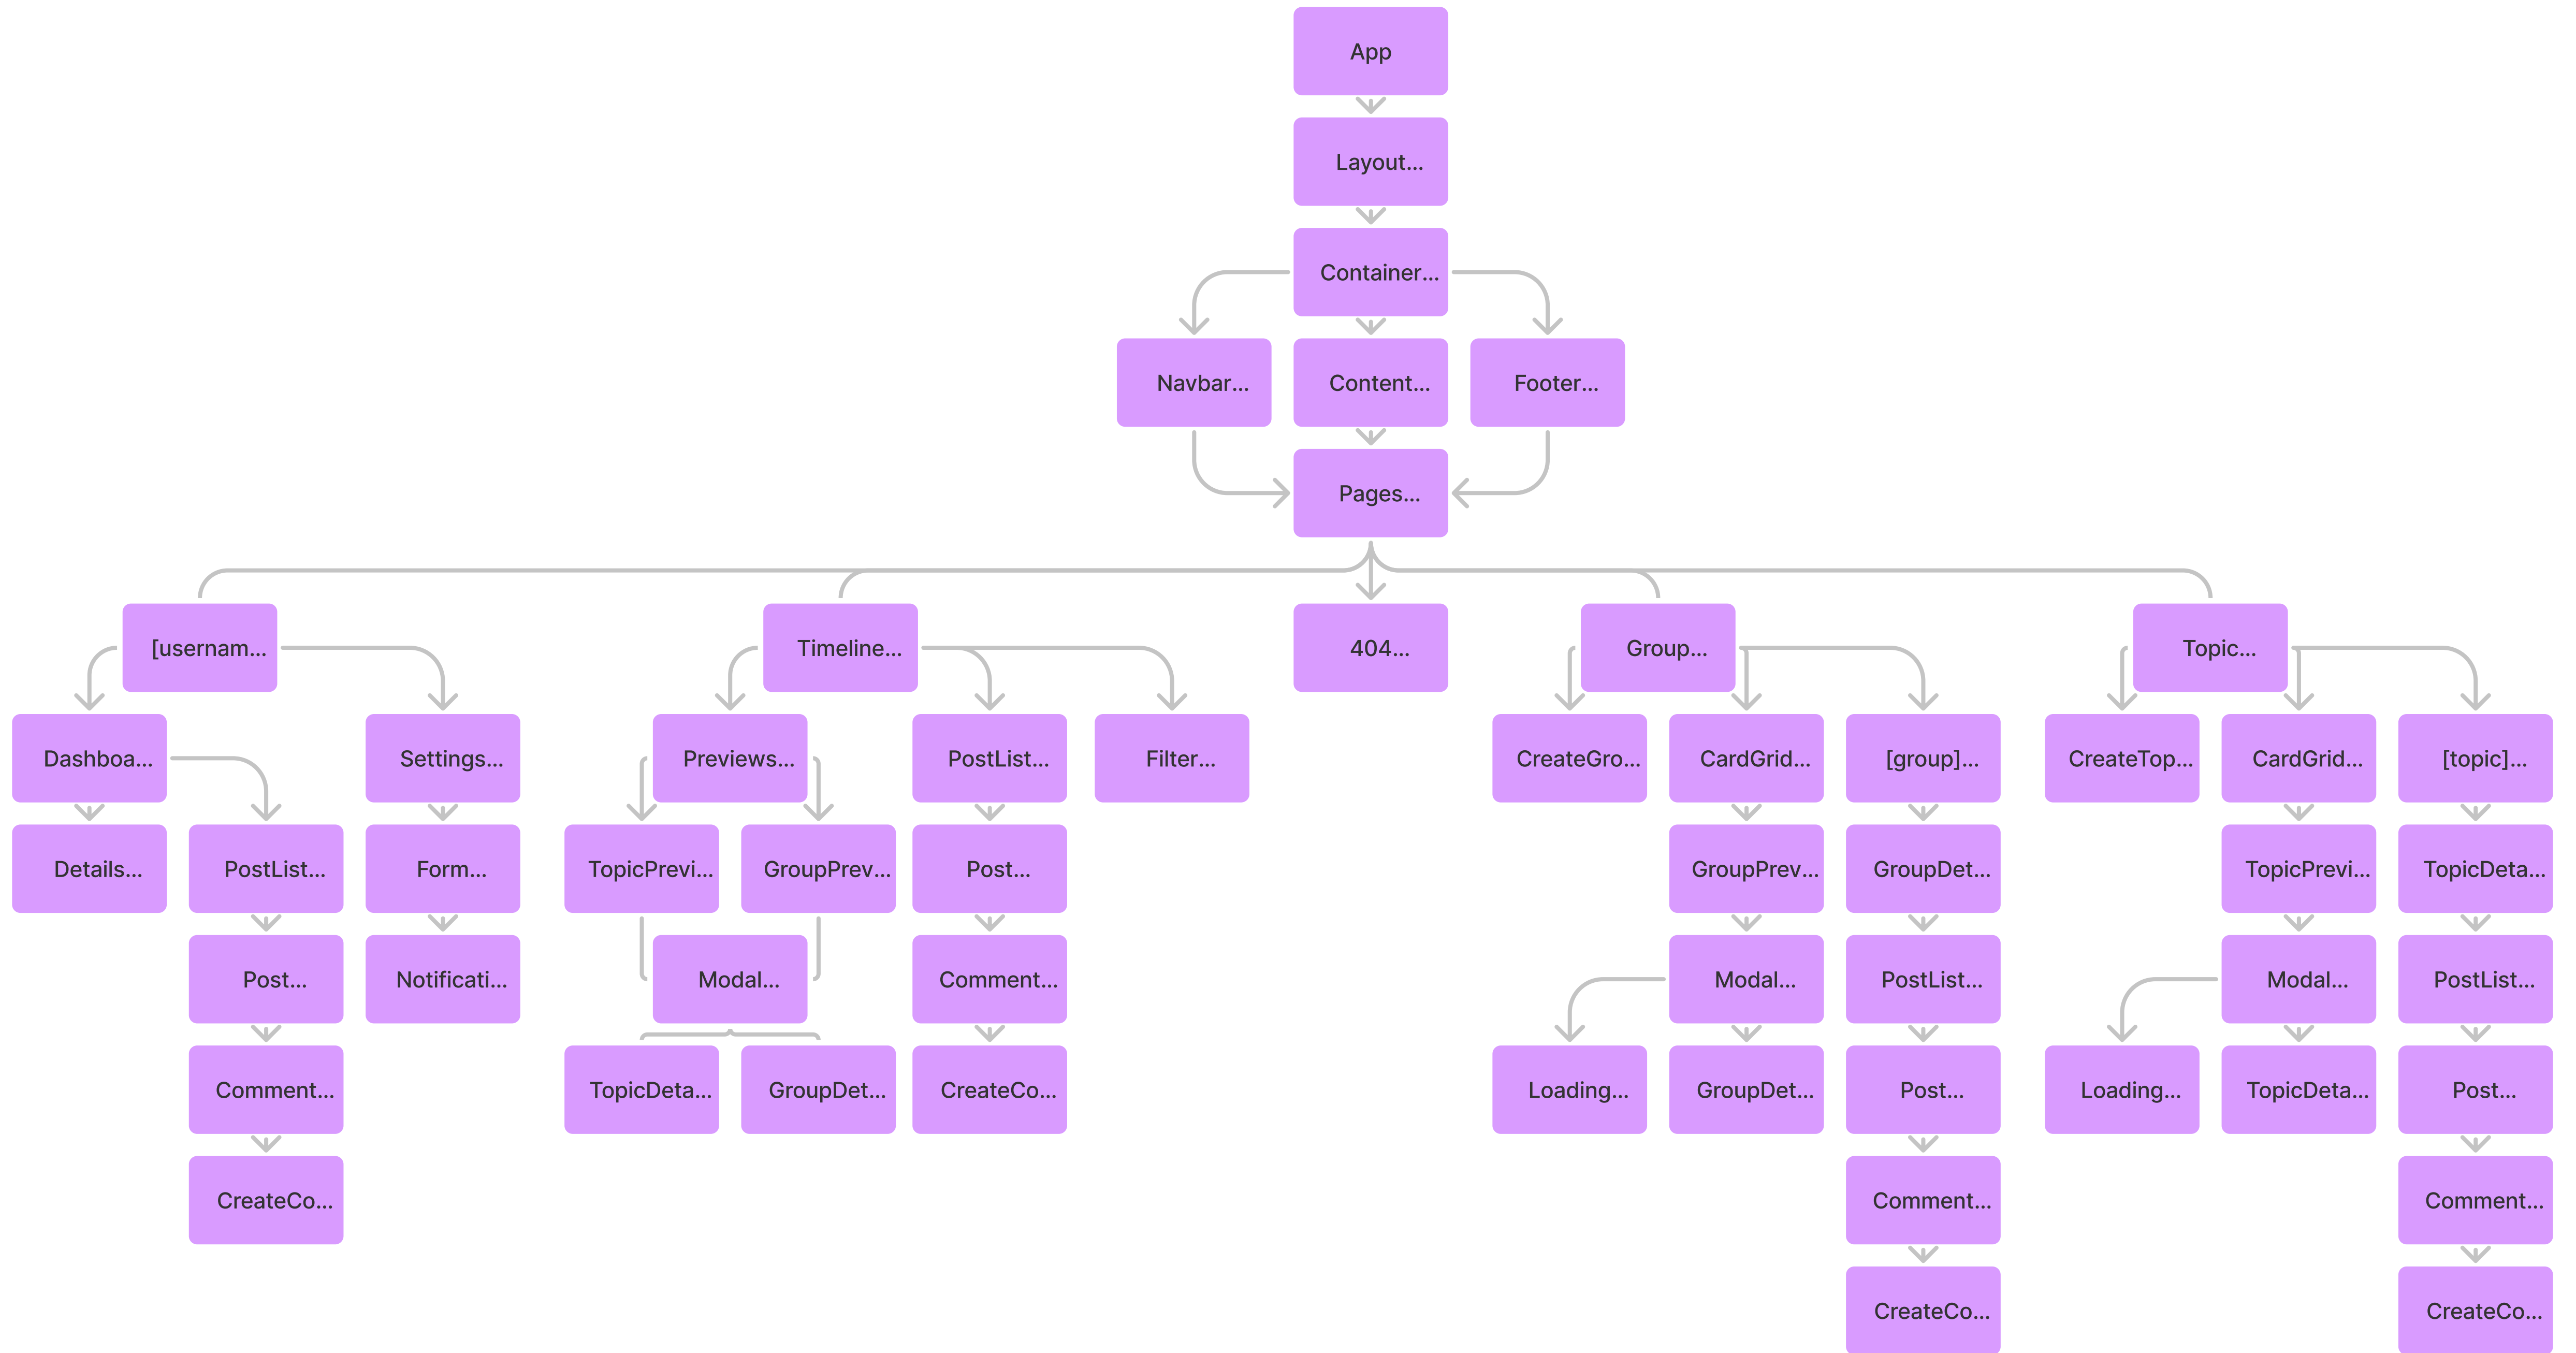 App
Layout...
Container...
Navbar...
Content...
Footer...
Pages...
[usernam...
Timeline...
404...
Group...
Topic...
Dashboa...
Settings...
Previews...
PostList...
Filter...
CreateGro...
CardGrid...
[group]...
CreateTop...
CardGrid...
[topic]...
Details...
PostList...
Form...
TopicPrevi...
GroupPrev...
Post...
GroupPrev...
GroupDet...
TopicPrevi...
TopicDeta...
Post...
Notificati...
Modal...
Comment...
Modal...
PostList...
Modal...
PostList...
Comment...
TopicDeta...
GroupDet...
CreateCo...
Loading...
GroupDet...
Post...
Loading...
TopicDeta...
Post...
CreateCo...
Comment...
Comment...
CreateCo...
CreateCo...